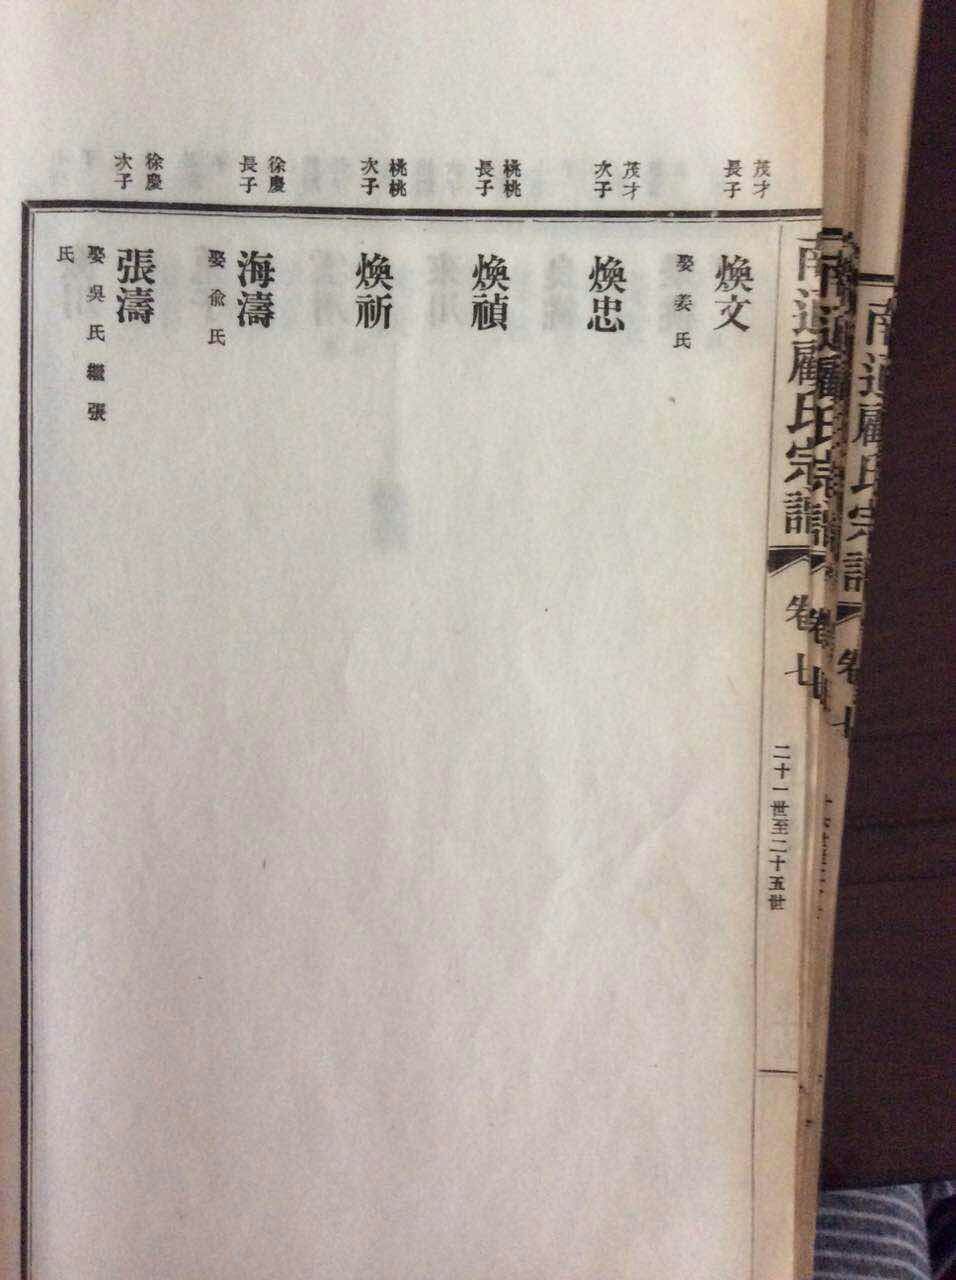 南通顧氏宗譜
卷七
二十一世至二十五世
茂才
長子
煥文
娶姜氏
茂才
次子
煥忠
桃桃
長子
煥禎
桃桃
次子
煥祈
徐慶
長子
海濤
娶俞氏
徐慶
次子
張濤
娶吳氏繼張
氏